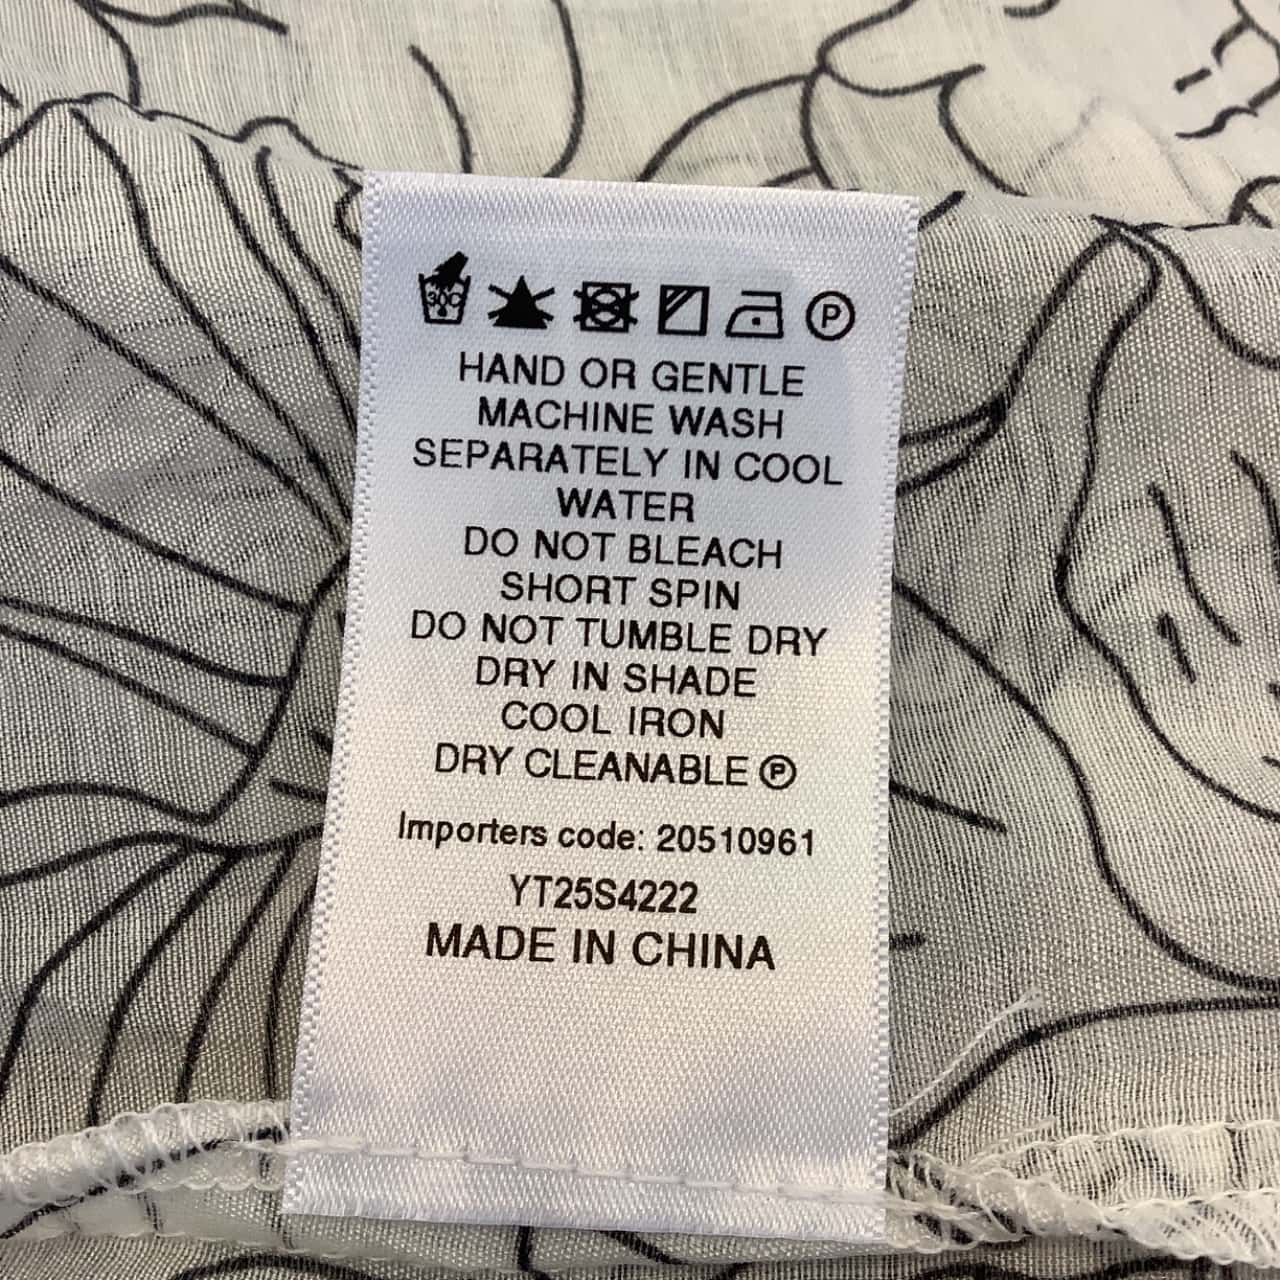 30C P
HAND OR GENTLE
MACHINE WASH
SEPARATELY IN COOL
WATER
DO NOT BLEACH
SHORT SPIN
DO NOT TUMBLE DRY
DRY IN SHADE
COOL IRON
DRY CLEANABLE Ⓟ
Importers code: 20510961
YT25S4222
MADE IN CHINA